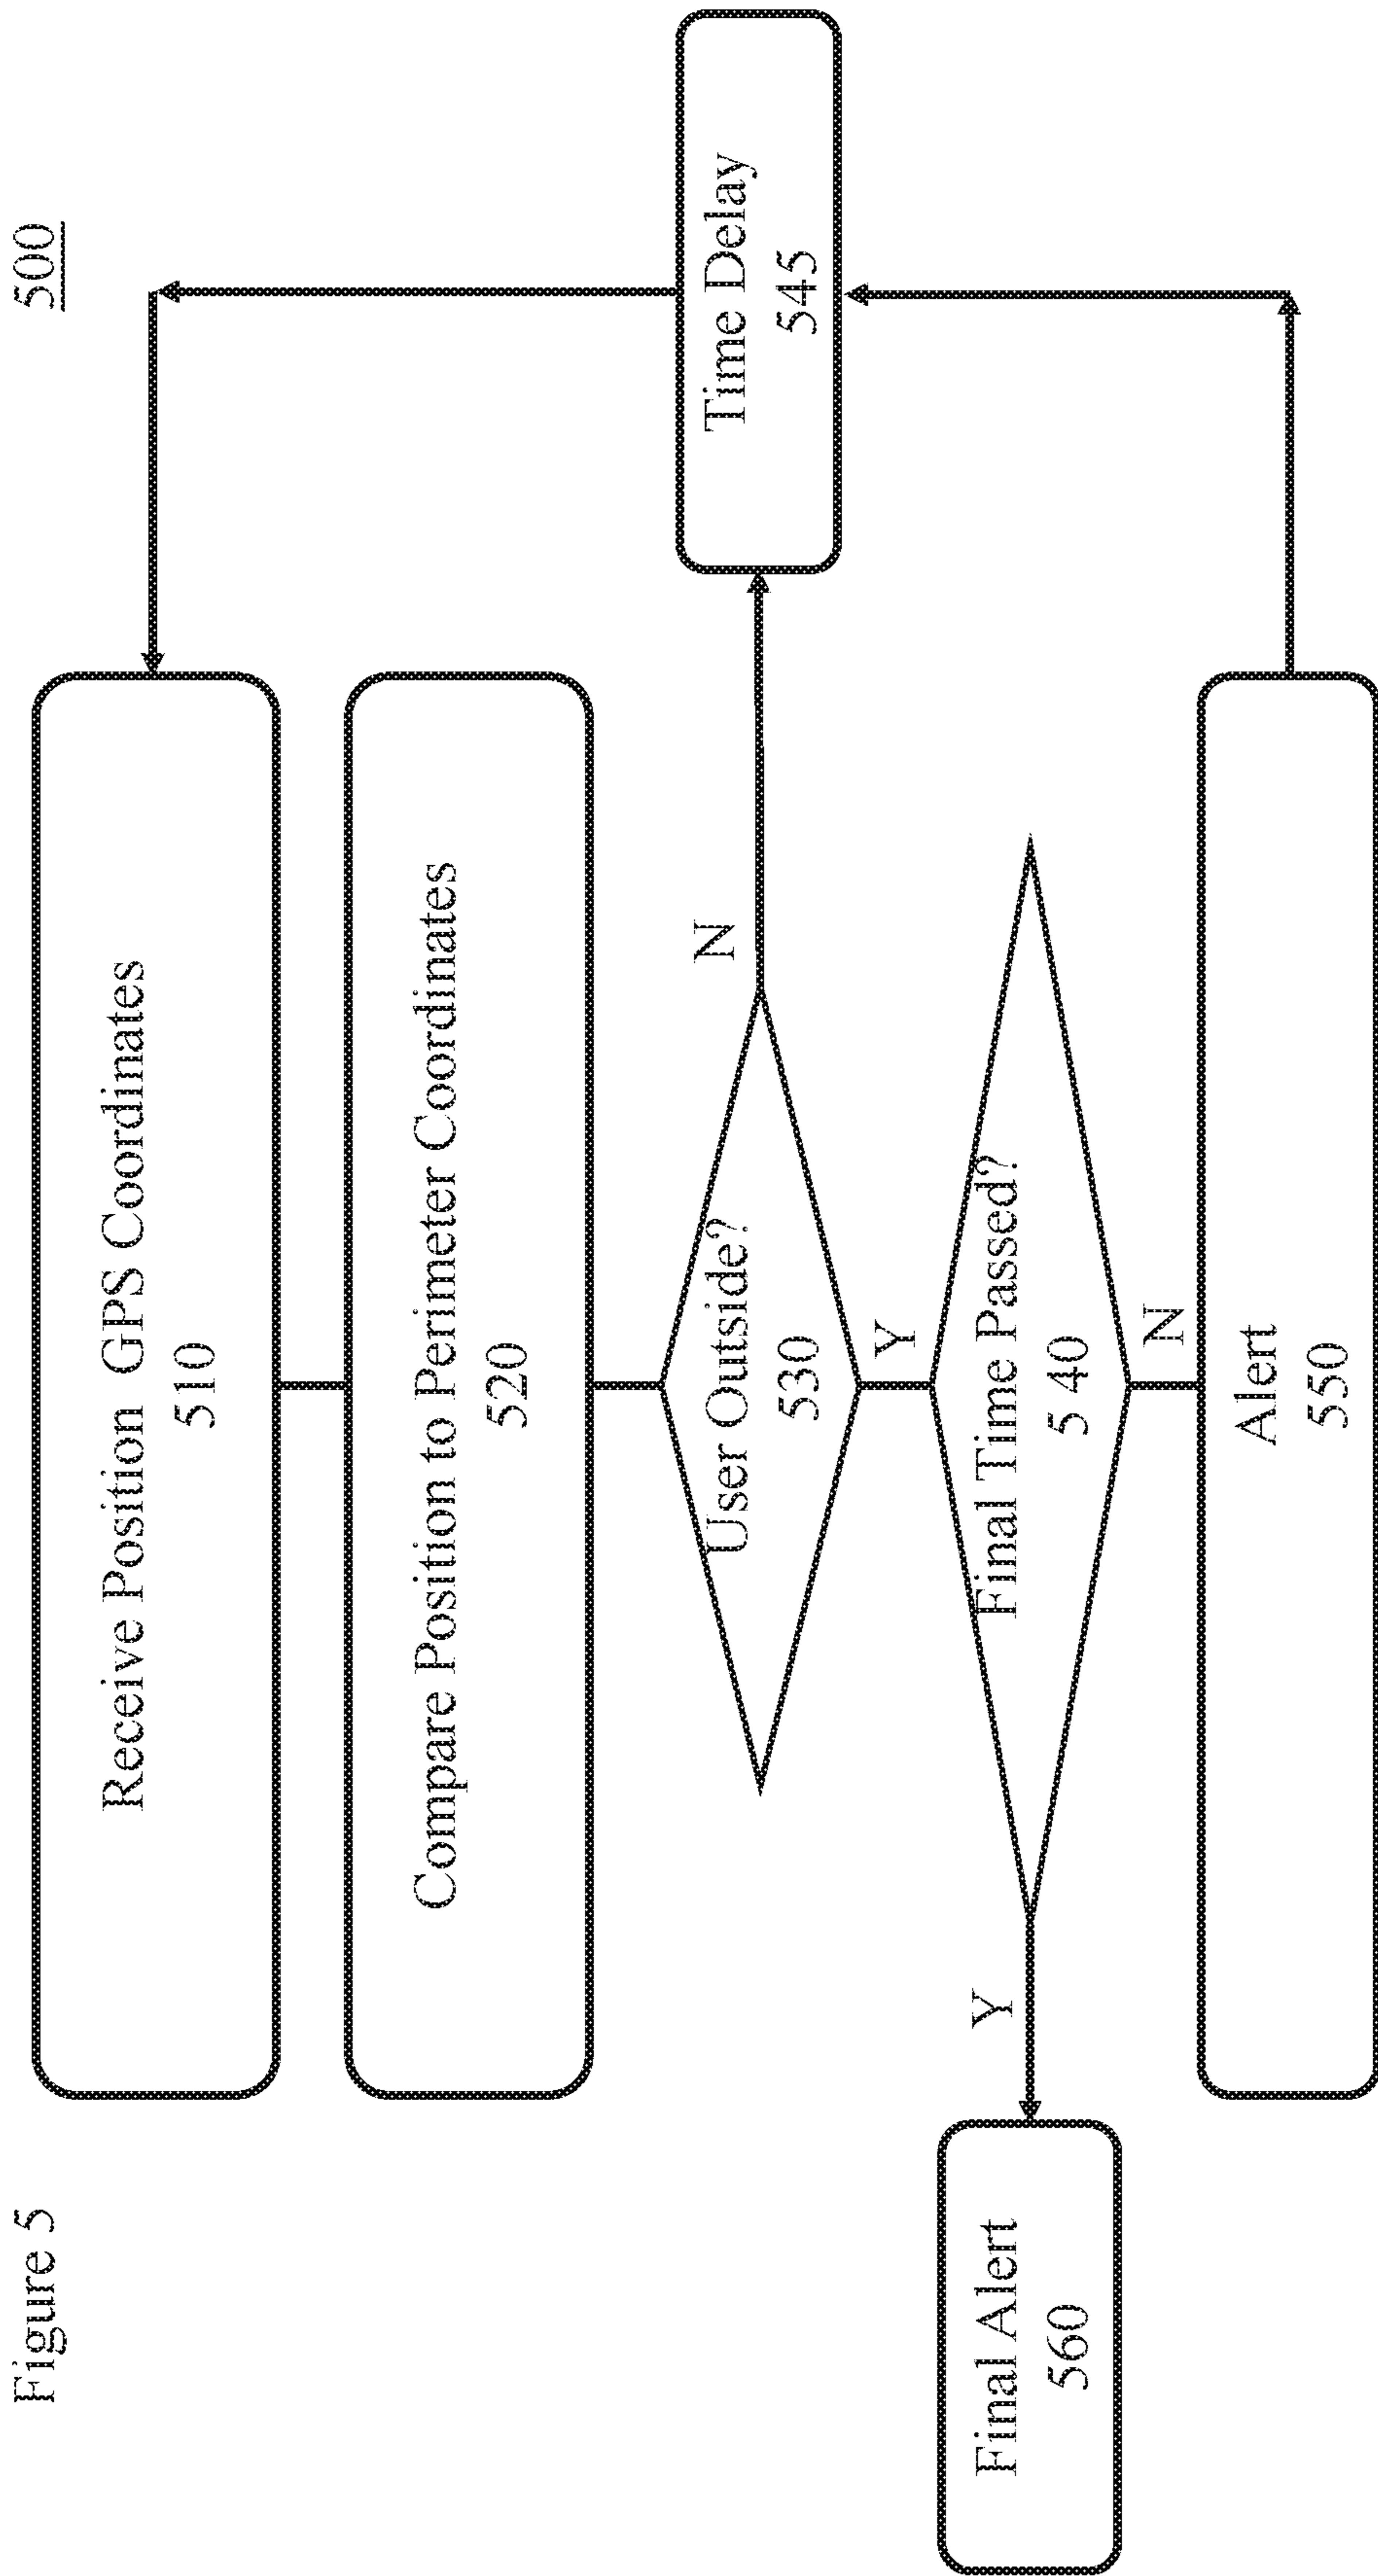 Figure 5
500
Receive Position GPS Coordinates
510
Compare Position to Perimeter Coordinates
520
User Outside?
530
N
Time Delay
545
Y
Final Time Passed?
5 40
Y
Final Alert
560
N
Alert
550